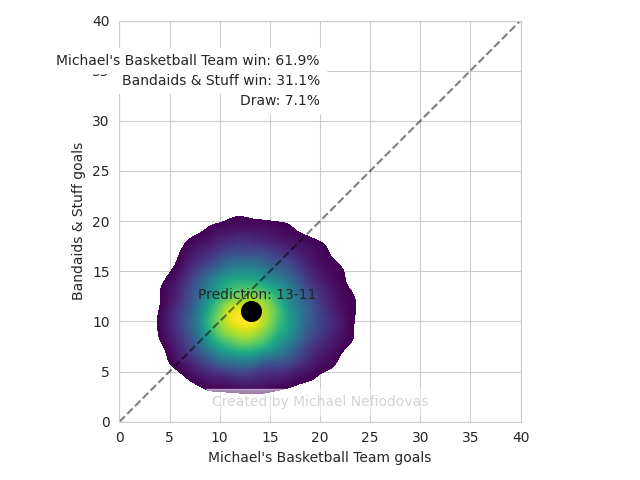 40
Michael's Basketball Team win: 61.9%
Bandaids & Stuff win: 31.1%
Draw: 7.1%
30
25
20
15
Prediction: 13-11
10
5
Created by Michael Nefiodovas
0
0 5 10 15 20 25 30 35 40
Michael's Basketball Team goals
Bandaids & Stuff goals